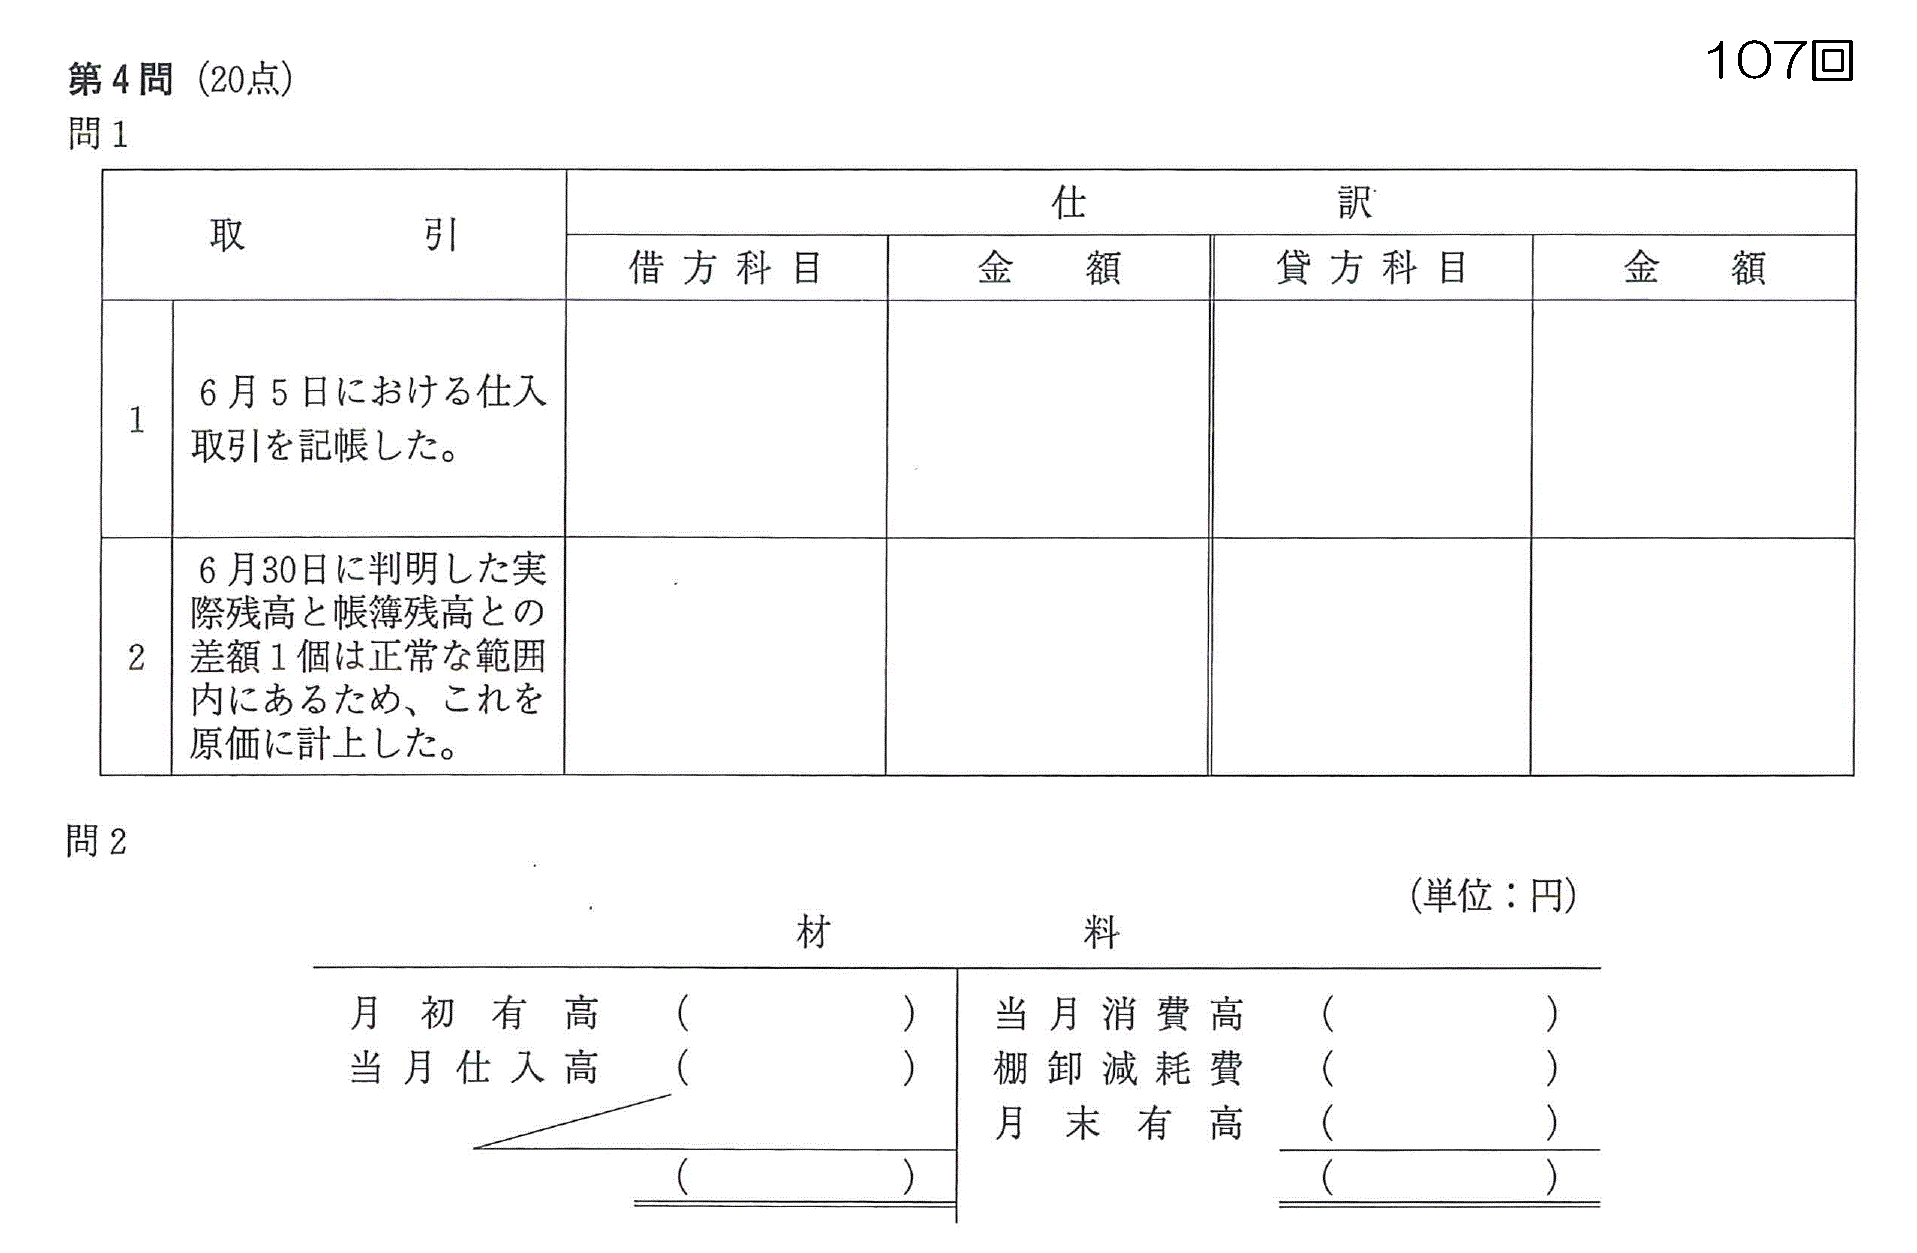 107回
第4問 (20点)
問1
取引
仕訳
借方科目
金額
貸方科目
金額
1
6月5日における仕入
取引を記帳した。
2
6月30日に判明した実
際残高と帳簿残高との
差額1個は正常な範囲
内にあるため、これを
原価に計上した。
問2
(単位：円)
材料
月初有高 ( )
当月消費高 ( )
当月仕入高 ( )
棚卸減耗費 ( )
月末有高 ( )
( )
( )